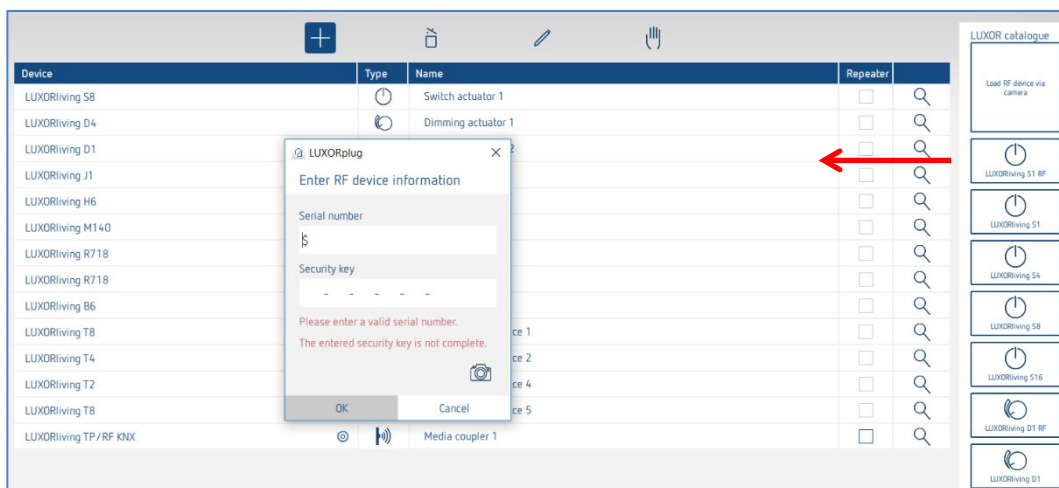 LUXOR catalogue
Load RF device via
camera
Device Type Name Repeater
LUXORliving S8 Switch actuator 1
LUXORliving D4 Dimming actuator 1
LUXORliving D1 2
LUXORliving J1
LUXORliving H6
LUXORliving M140
LUXORliving R718
LUXORliving R718
LUXORliving B6
LUXORliving T8 ce 1
LUXORliving T4 ce 2
LUXORliving T2 ce 4
LUXORliving T8 ce 5
LUXORliving TP/RF KNX Media coupler 1
LUXORplug
Enter RF device information
Serial number
$
Security key
- - - - -
Please enter a valid serial number.
The entered security key is not complete.
OK Cancel
LUXORliving S1 RF
LUXORliving S1
LUXORliving S4
LUXORliving S8
LUXORliving S16
LUXORliving D1 RF
LUXORliving D1